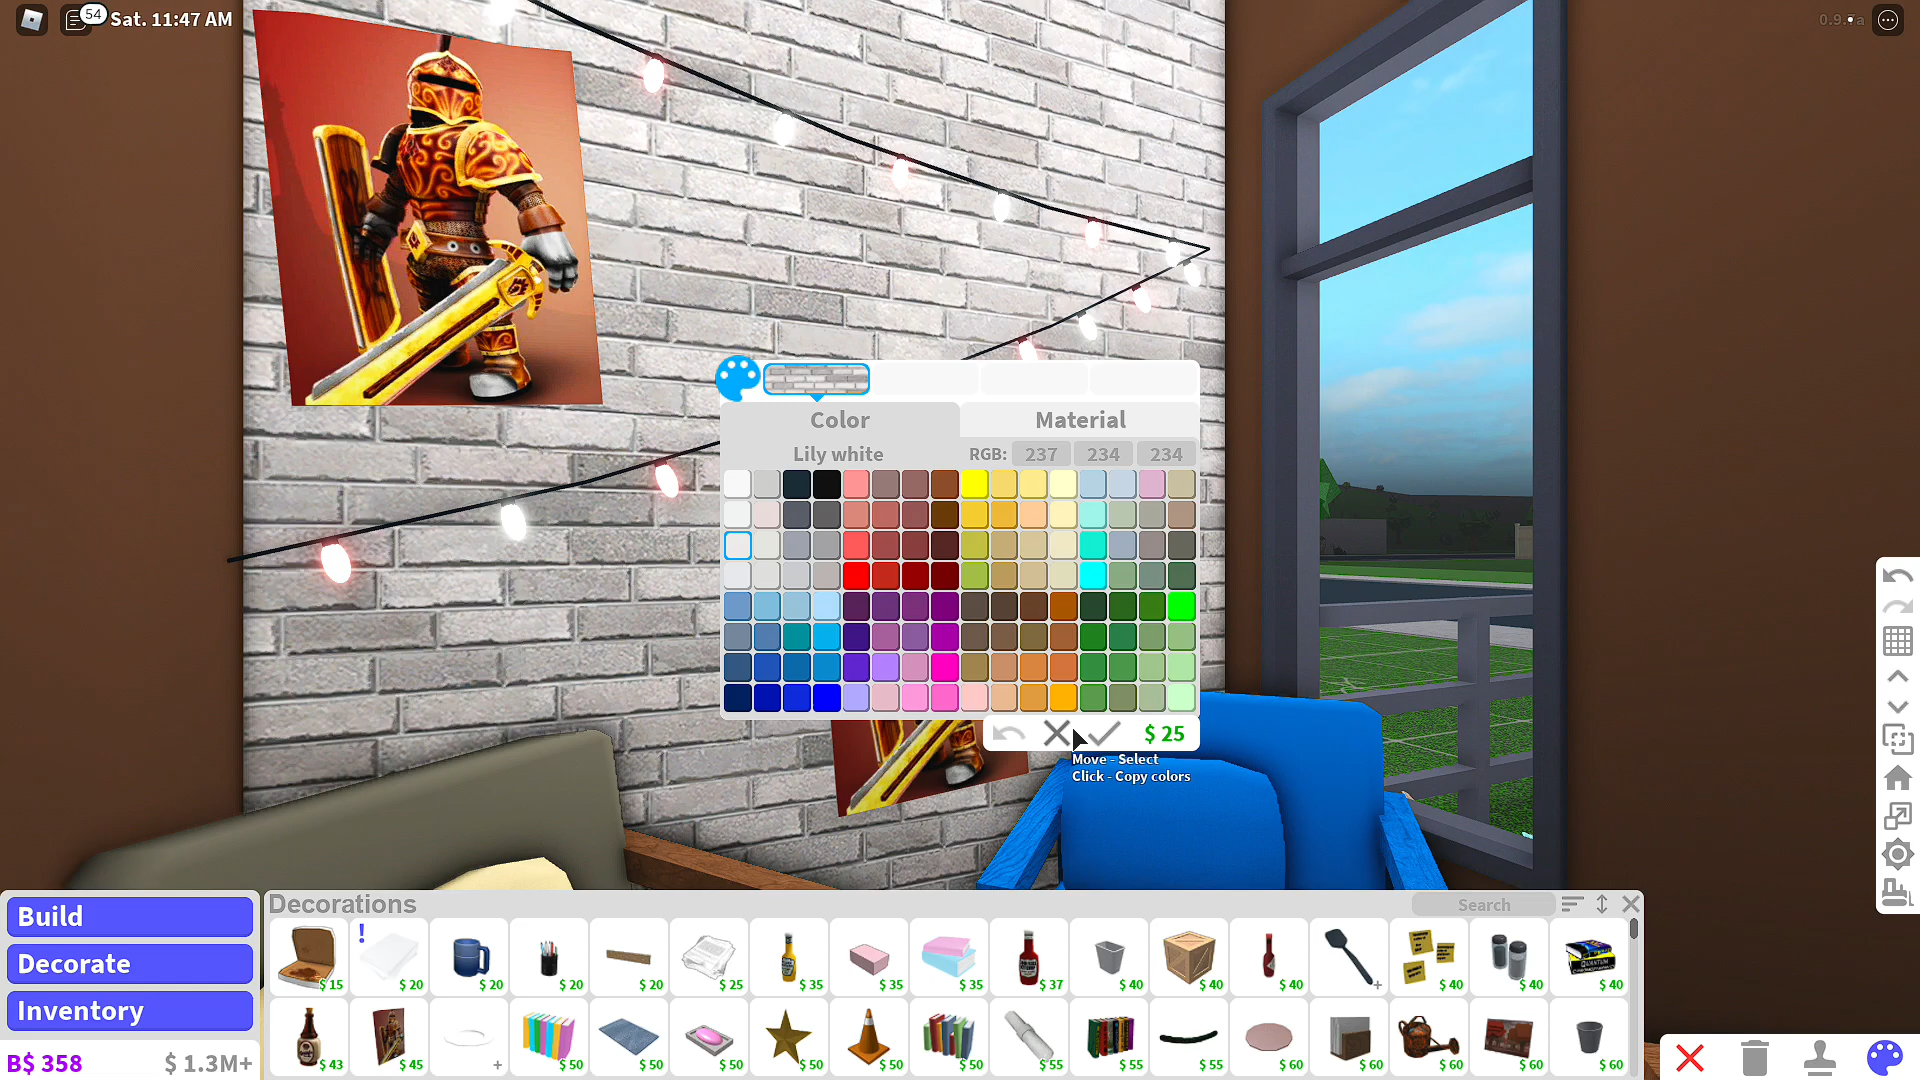 54
Sat. 11:47 AM
Color
Material
Lily white
RGB: 237 234 234
$ 25
Move - Select
Click - Copy colors
Build
Decorate
Inventory
B$ 358
$ 1.3M+
Decorations
Search
$ 15
!
$ 20
$ 20
$ 20
$ 20
$ 25
$ 35
$ 35
$ 35
$ 37
$ 40
$ 40
$ 40
+
$ 40
$ 40
$ 40
$ 43
$ 45
+
$ 50
$ 50
$ 50
$ 50
$ 50
$ 50
$ 55
$ 55
$ 55
$ 60
$ 60
$ 60
$ 60
$ 60